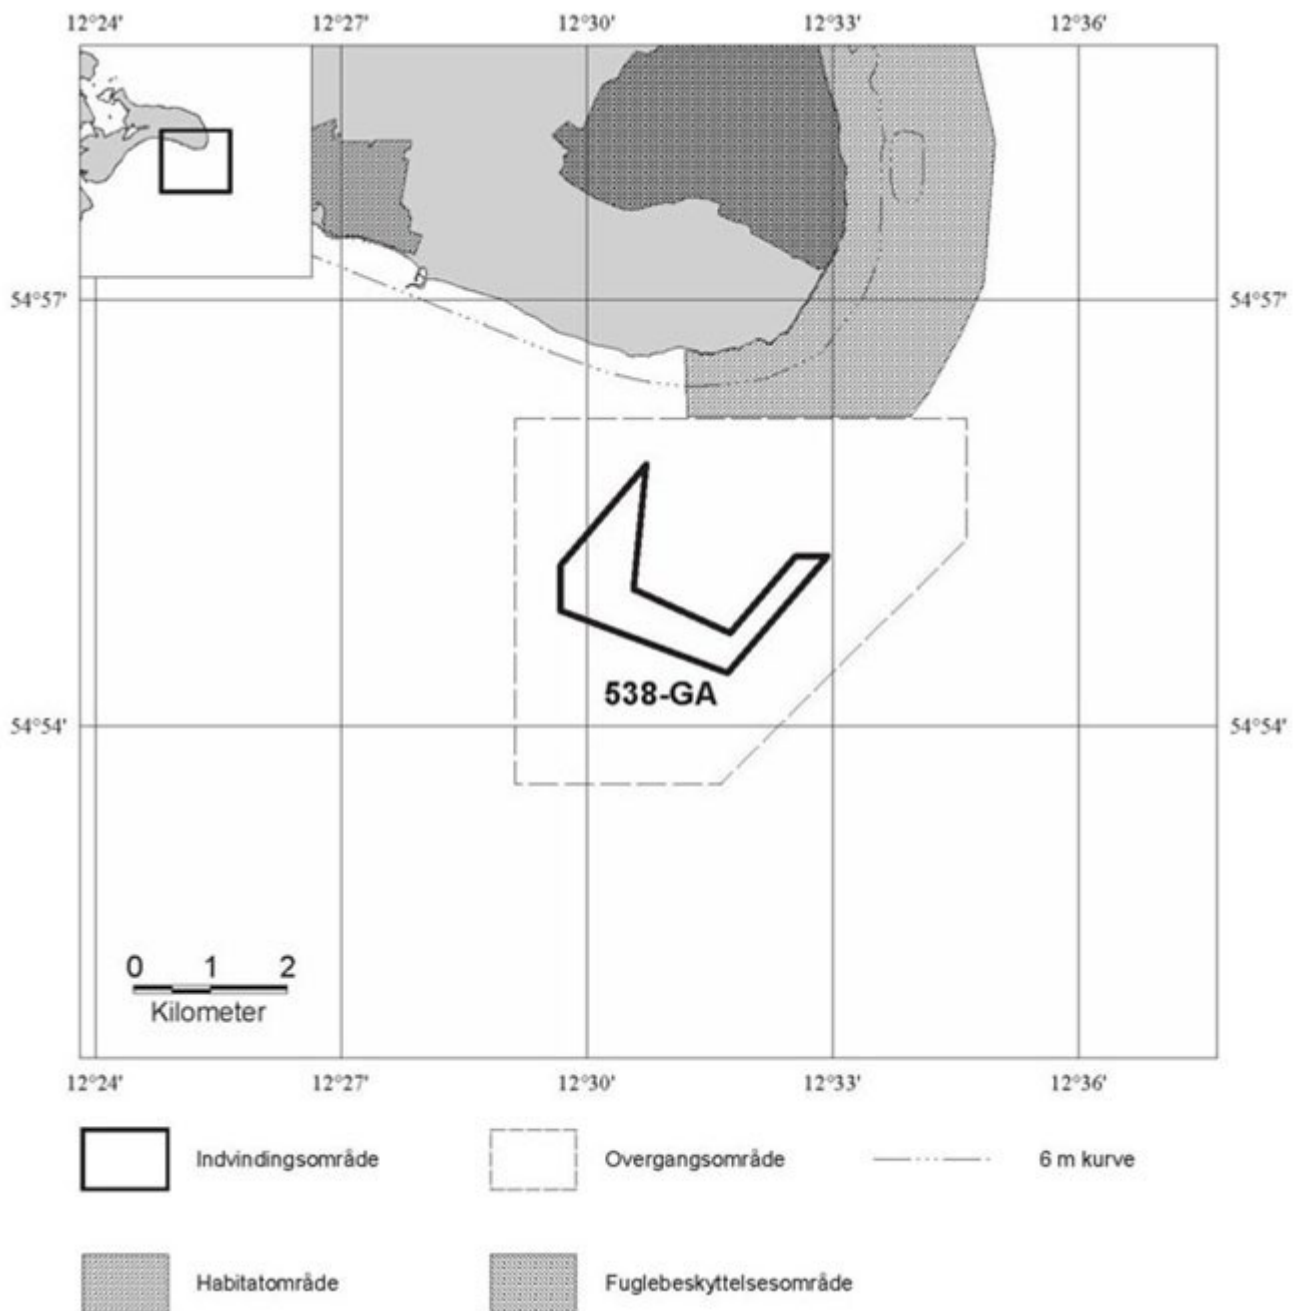 12°24' 12°27' 12°30' 12°33' 12°36'
54°57' 54°57'
538-GA
54°54' 54°54'
0 1 2
Kilometer
12°24' 12°27' 12°30' 12°33' 12°36'
Indvindingsområde Overgangsområde 6 m kurve
Habitatområde Fuglebeskyttelsesområde